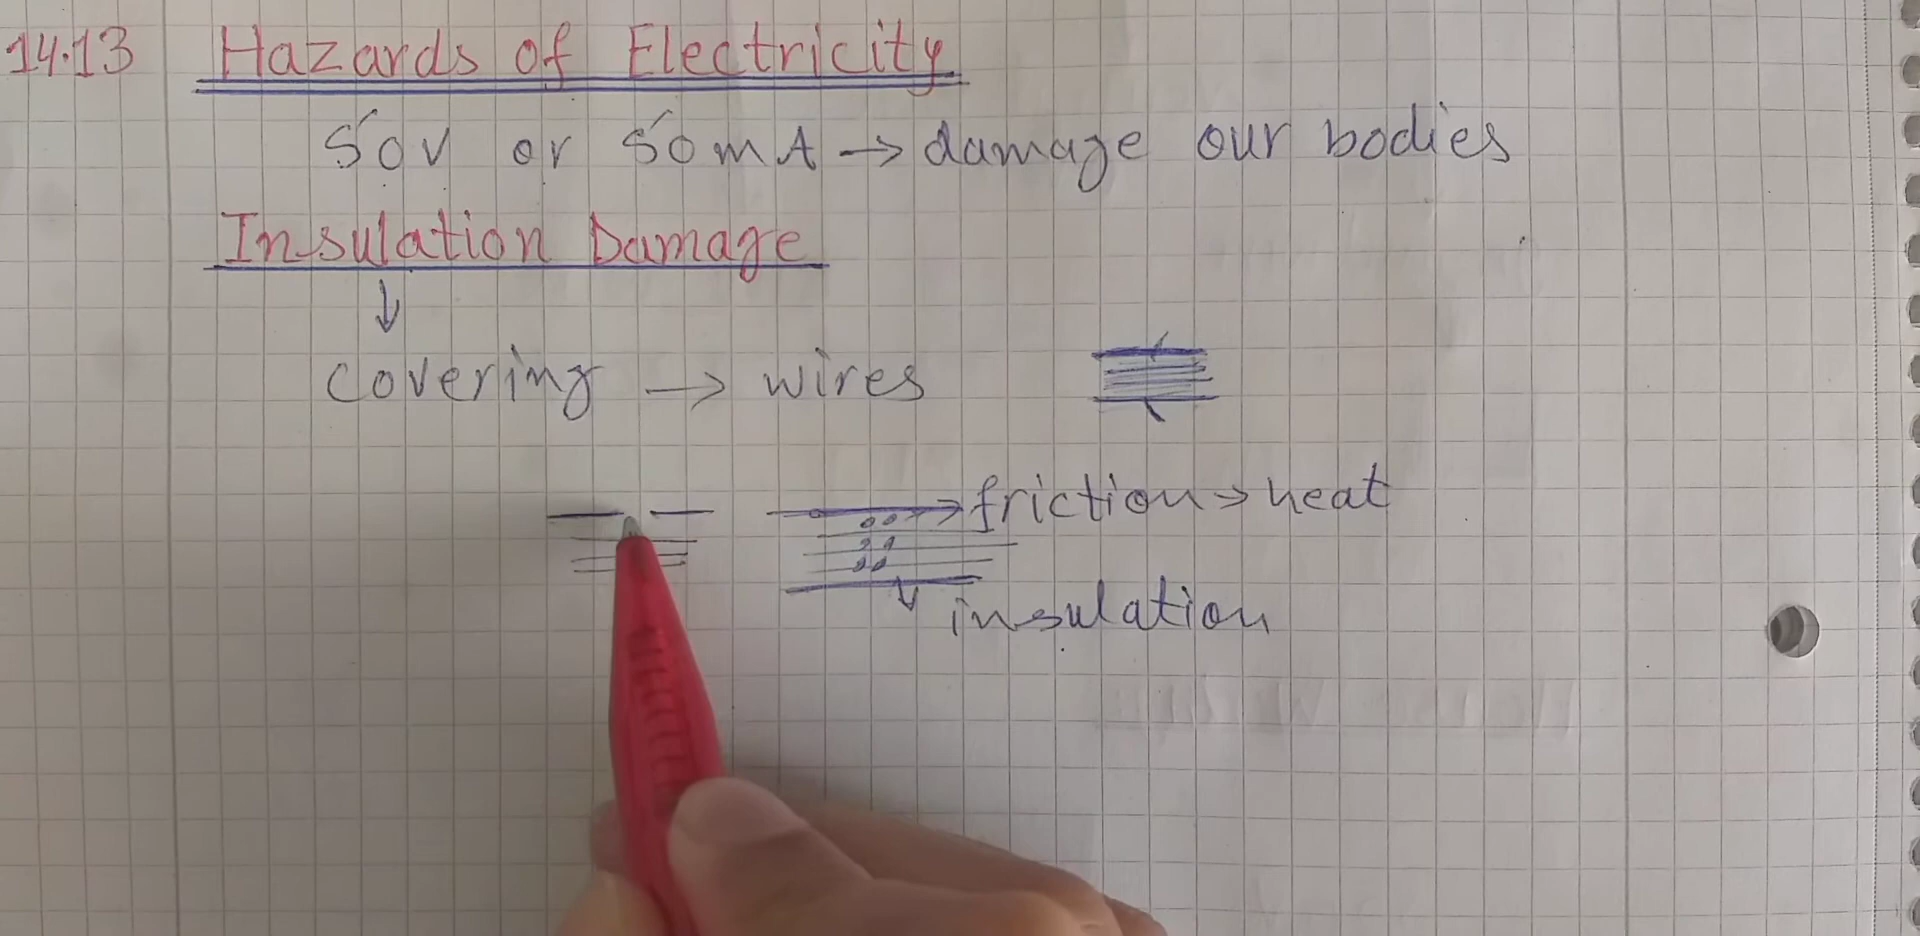 14.13 Hazards of Electricity
50V or 50mA → damage our bodies
Insulation Damage
↓
covering → wires
→ friction → heat
↓ insulation